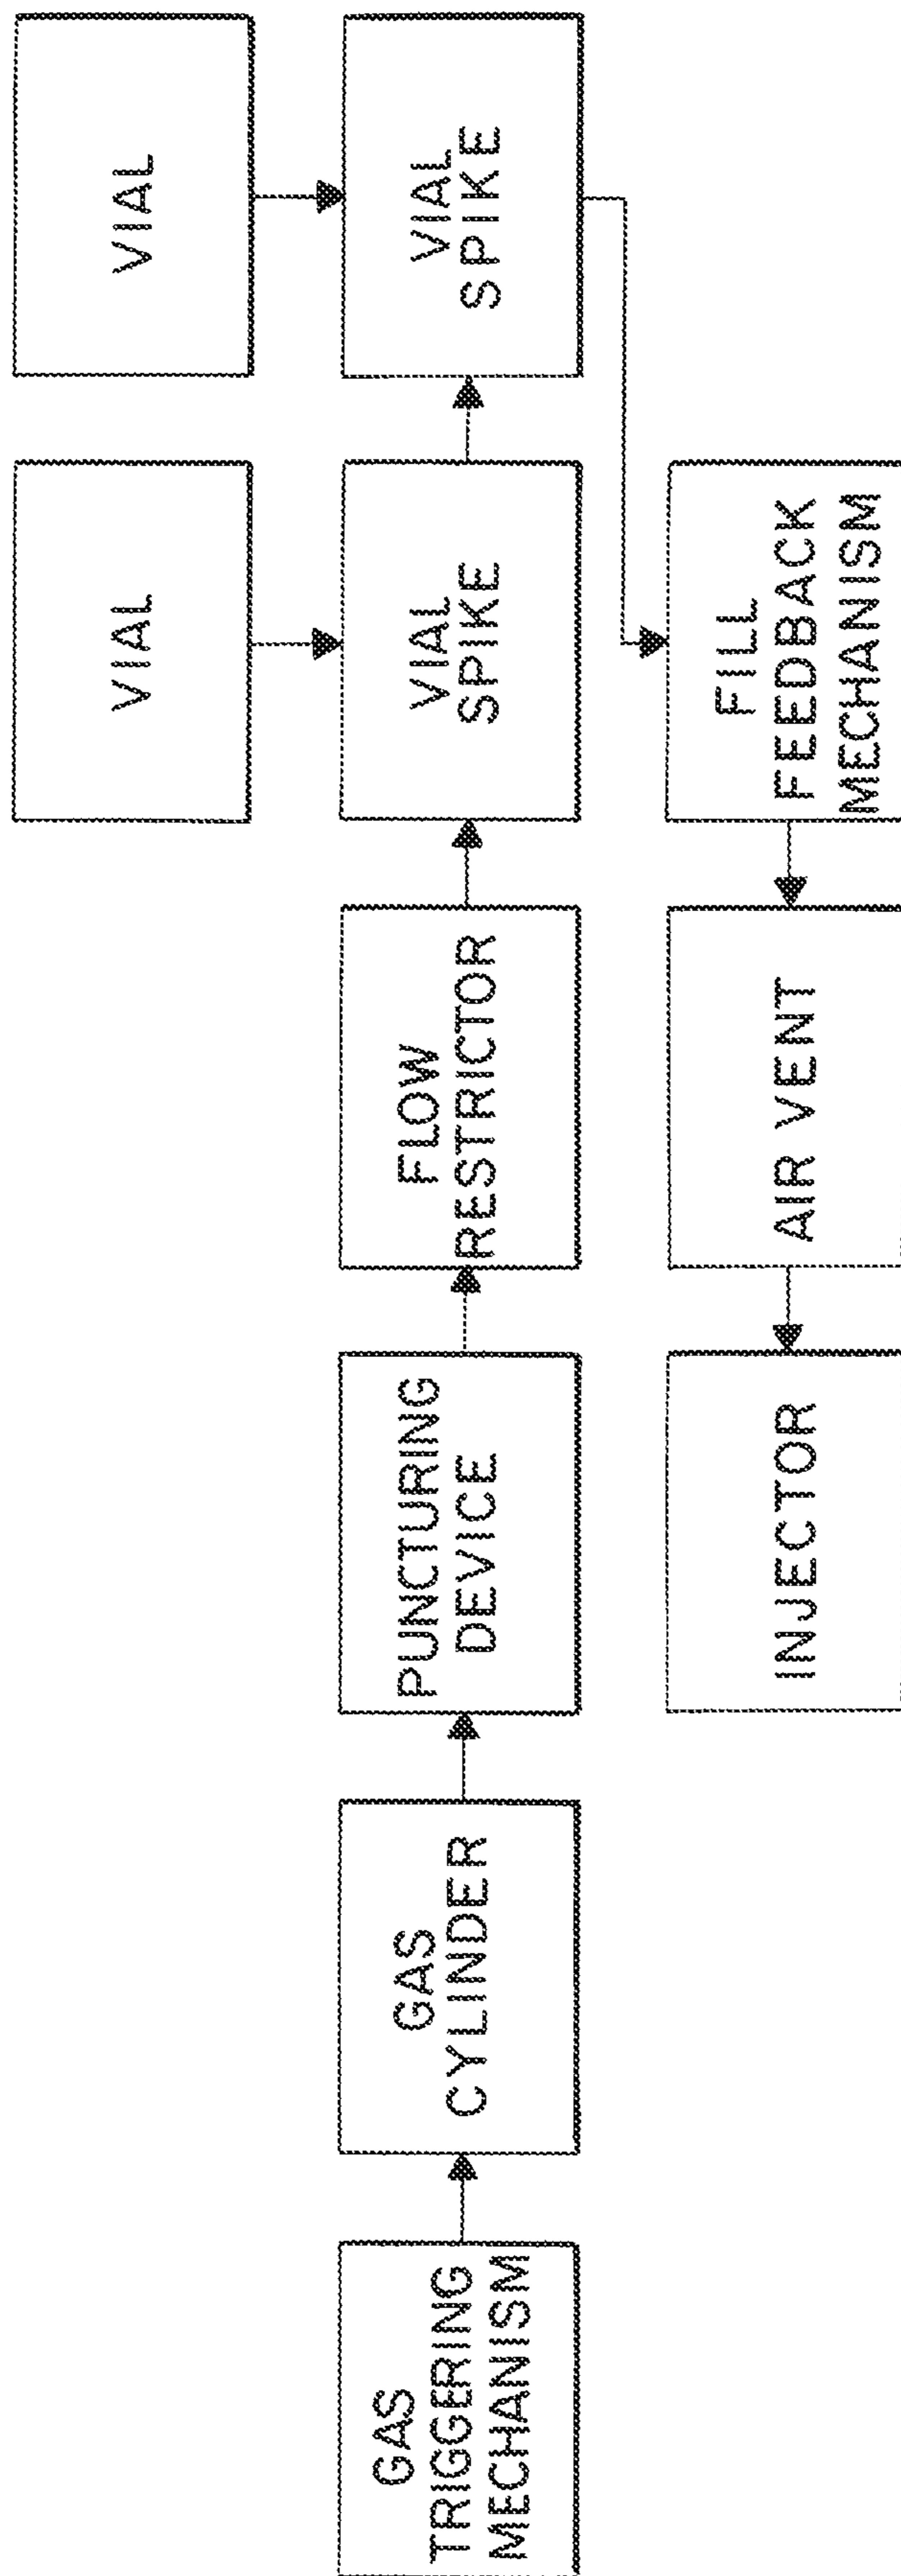 VIAL
VIAL
GAS
TRIGGERING
MECHANISM
GAS
CYLINDER
PUNCTURING
DEVICE
FLOW
RESTRICTOR
VIAL
SPIKE
VIAL
SPIKE
INJECTOR
AIR VENT
FILL
FEEDBACK
MECHANISM